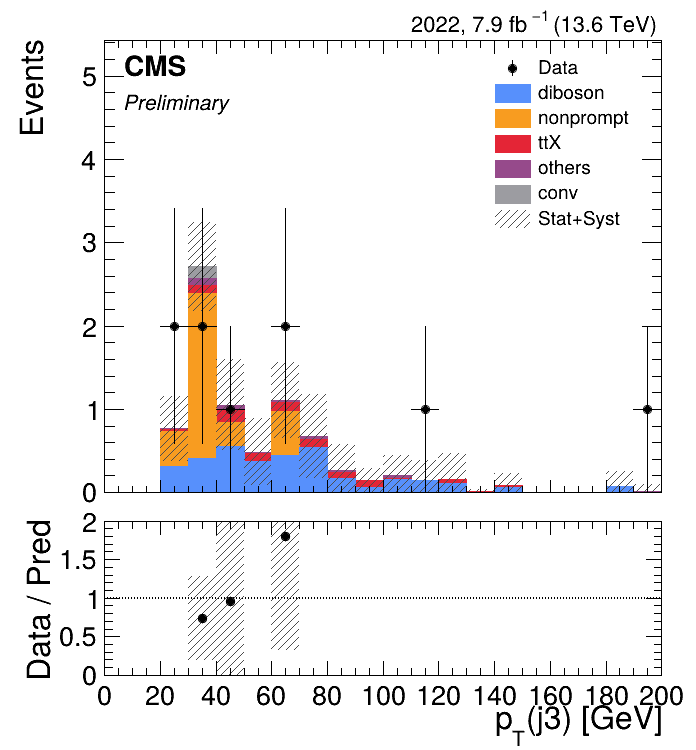 2022, 7.9 fb⁻¹ (13.6 TeV)
CMS
Preliminary
Events
Data
diboson
nonprompt
ttX
others
conv
Stat+Syst
5
4
3
2
1
0
Data / Pred
2
1.5
1
0.5
0
0 20 40 60 80 100 120 140 160 180 200
p_T(j3) [GeV]